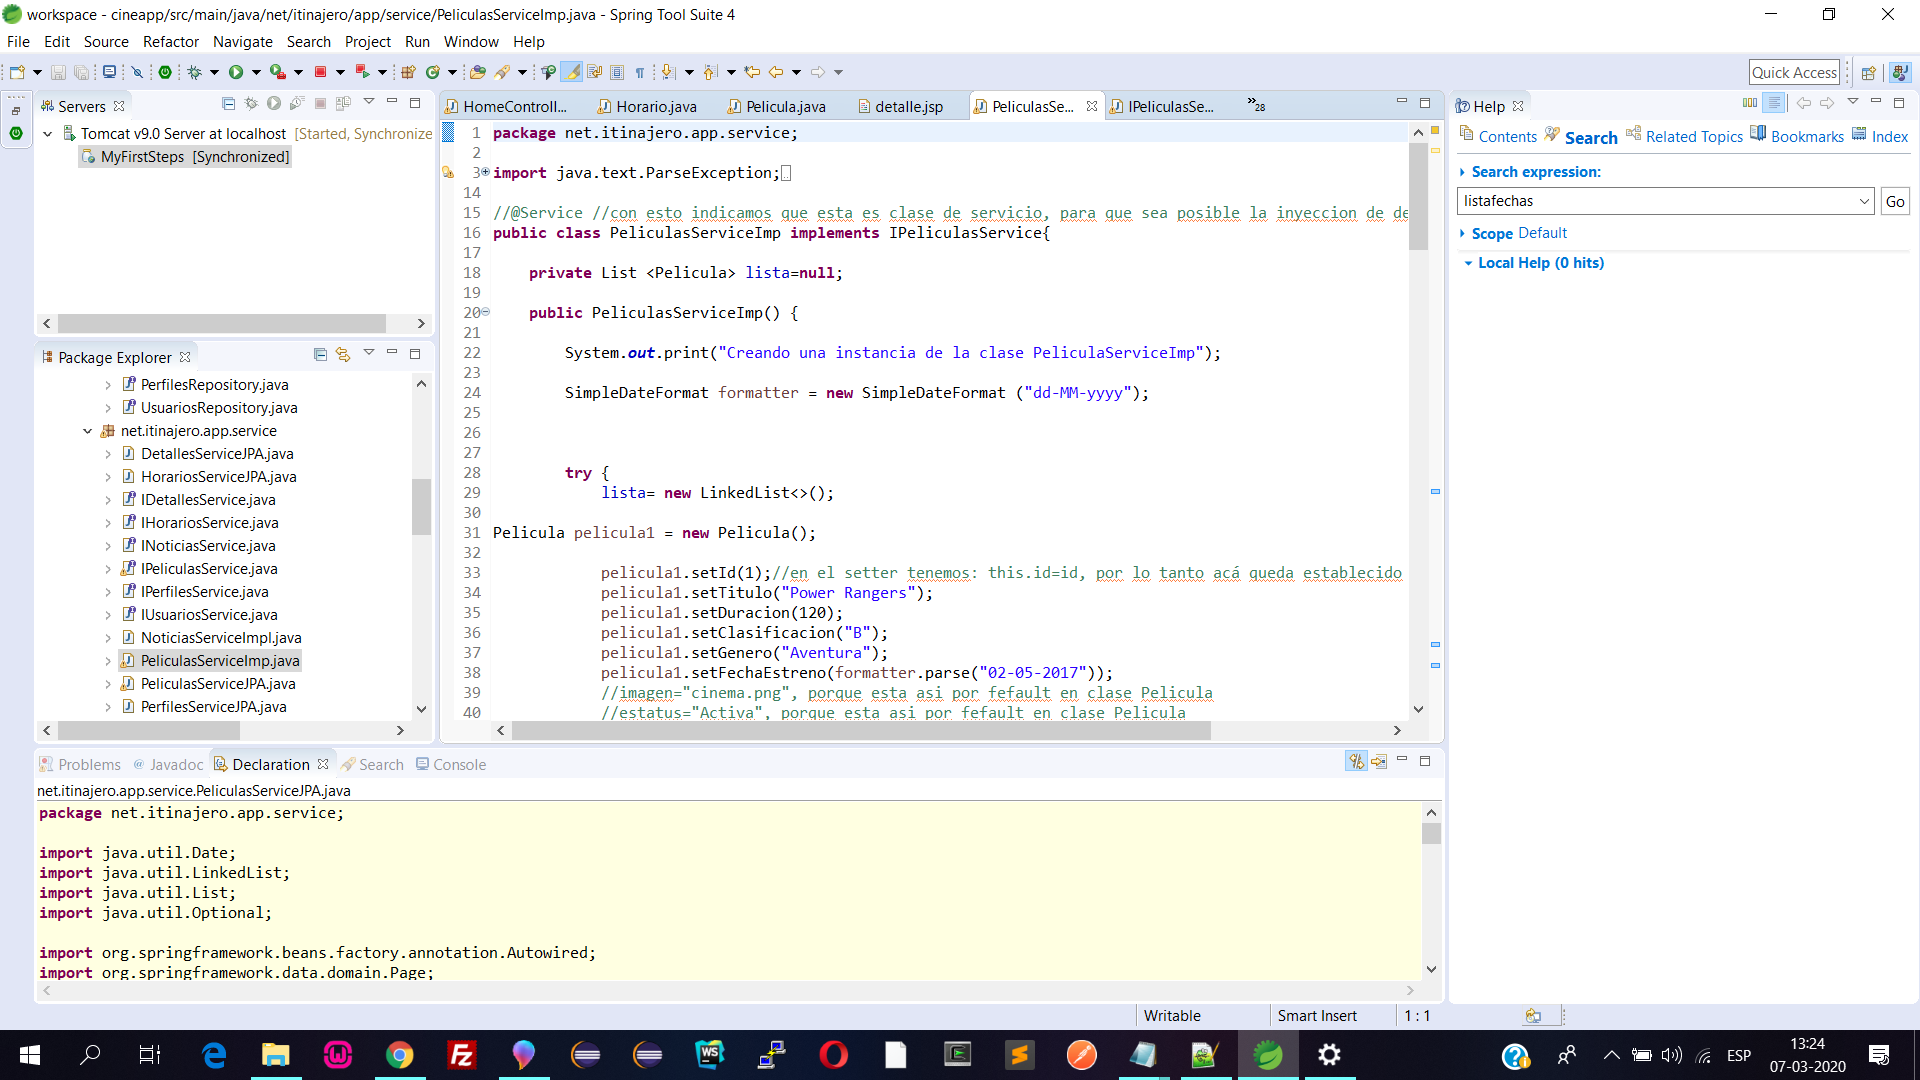 workspace - cineapp/src/main/java/net/itinajero/app/service/PeliculasServiceImp.java - Spring Tool Suite 4
File Edit Source Refactor Navigate Search Project Run Window Help
Quick Access
Servers
Tomcat v9.0 Server at localhost [Started, Synchronize
MyFirstSteps [Synchronized]
Package Explorer
PerfilesRepository.java
UsuariosRepository.java
net.itinajero.app.service
DetallesServiceJPA.java
HorariosServiceJPA.java
IDetallesService.java
IHorariosService.java
INoticiasService.java
IPeliculasService.java
IPerfilesService.java
IUsuariosService.java
NoticiasServiceImpl.java
PeliculasServiceImp.java
PeliculasServiceJPA.java
PerfilesServiceJPA.java
HomeControll... Horario.java Pelicula.java detalle.jsp PeliculasSe... IPeliculasSe... »28
1 package net.itinajero.app.service;
2
3 import java.text.ParseException;
14
15 //@Service //con esto indicamos que esta es clase de servicio, para que sea posible la inyeccion de de
16 public class PeliculasServiceImp implements IPeliculasService{
17
18 private List <Pelicula> lista=null;
19
20 public PeliculasServiceImp() {
21
22 System.out.print("Creando una instancia de la clase PeliculaServiceImp");
23
24 SimpleDateFormat formatter = new SimpleDateFormat ("dd-MM-yyyy");
25
26
27
28 try {
29 lista= new LinkedList<>();
30
31 Pelicula pelicula1 = new Pelicula();
32
33 pelicula1.setId(1);//en el setter tenemos: this.id=id, por lo tanto acá queda establecido
34 pelicula1.setTitulo("Power Rangers");
35 pelicula1.setDuracion(120);
36 pelicula1.setClasificacion("B");
37 pelicula1.setGenero("Aventura");
38 pelicula1.setFechaEstreno(formatter.parse("02-05-2017"));
39 //imagen="cinema.png", porque esta asi por fefault en clase Pelicula
40 //estatus="Activa", porque esta asi por fefault en clase Pelicula
Help
Contents Search Related Topics Bookmarks Index
Search expression:
listafechas Go
Scope Default
Local Help (0 hits)
Problems @ Javadoc Declaration Search Console
net.itinajero.app.service.PeliculasServiceJPA.java
package net.itinajero.app.service;
import java.util.Date;
import java.util.LinkedList;
import java.util.List;
import java.util.Optional;
import org.springframework.beans.factory.annotation.Autowired;
import org.springframework.data.domain.Page;
Writable Smart Insert 1 : 1
ESP
13:24
07-03-2020